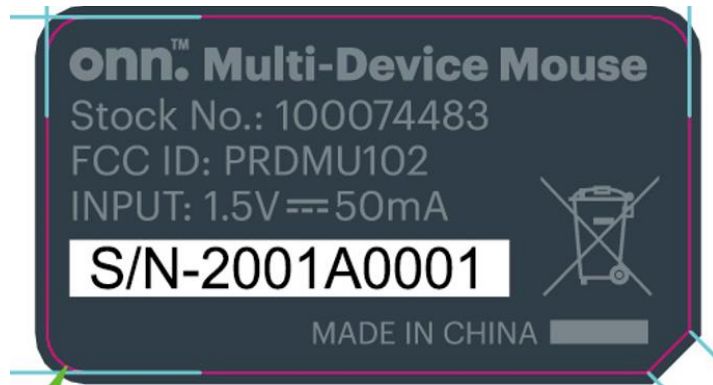 onn.™ Multi-Device Mouse
Stock No.: 100074483
FCC ID: PRDMU102
INPUT: 1.5V⎓50mA
S/N-2001A0001
MADE IN CHINA